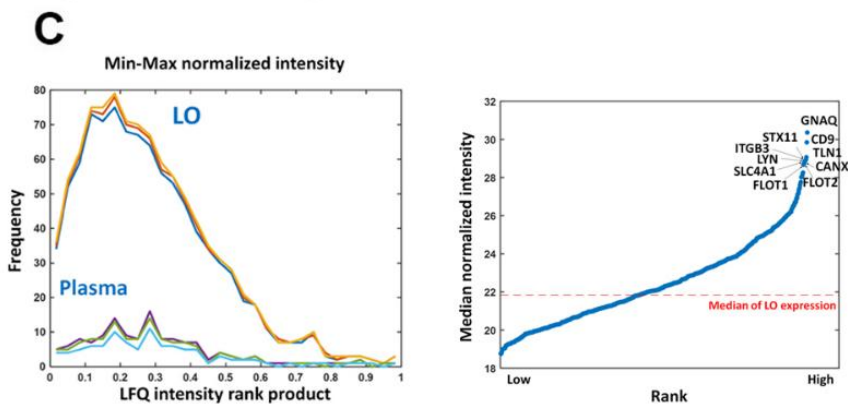 C
Min-Max normalized intensity
80
70
60
50
40
30
20
10
0
Frequency
LO
Plasma
0 0.1 0.2 0.3 0.4 0.5 0.6 0.7 0.8 0.9 1
LFQ intensity rank product
32
30
28
26
24
22
20
18
Median normalized intensity
GNAQ
STX11 CD9
ITGB3 TLN1
LYN CANX
SLC4A1
FLOT1 FLOT2
Median of LO expression
Low High
Rank